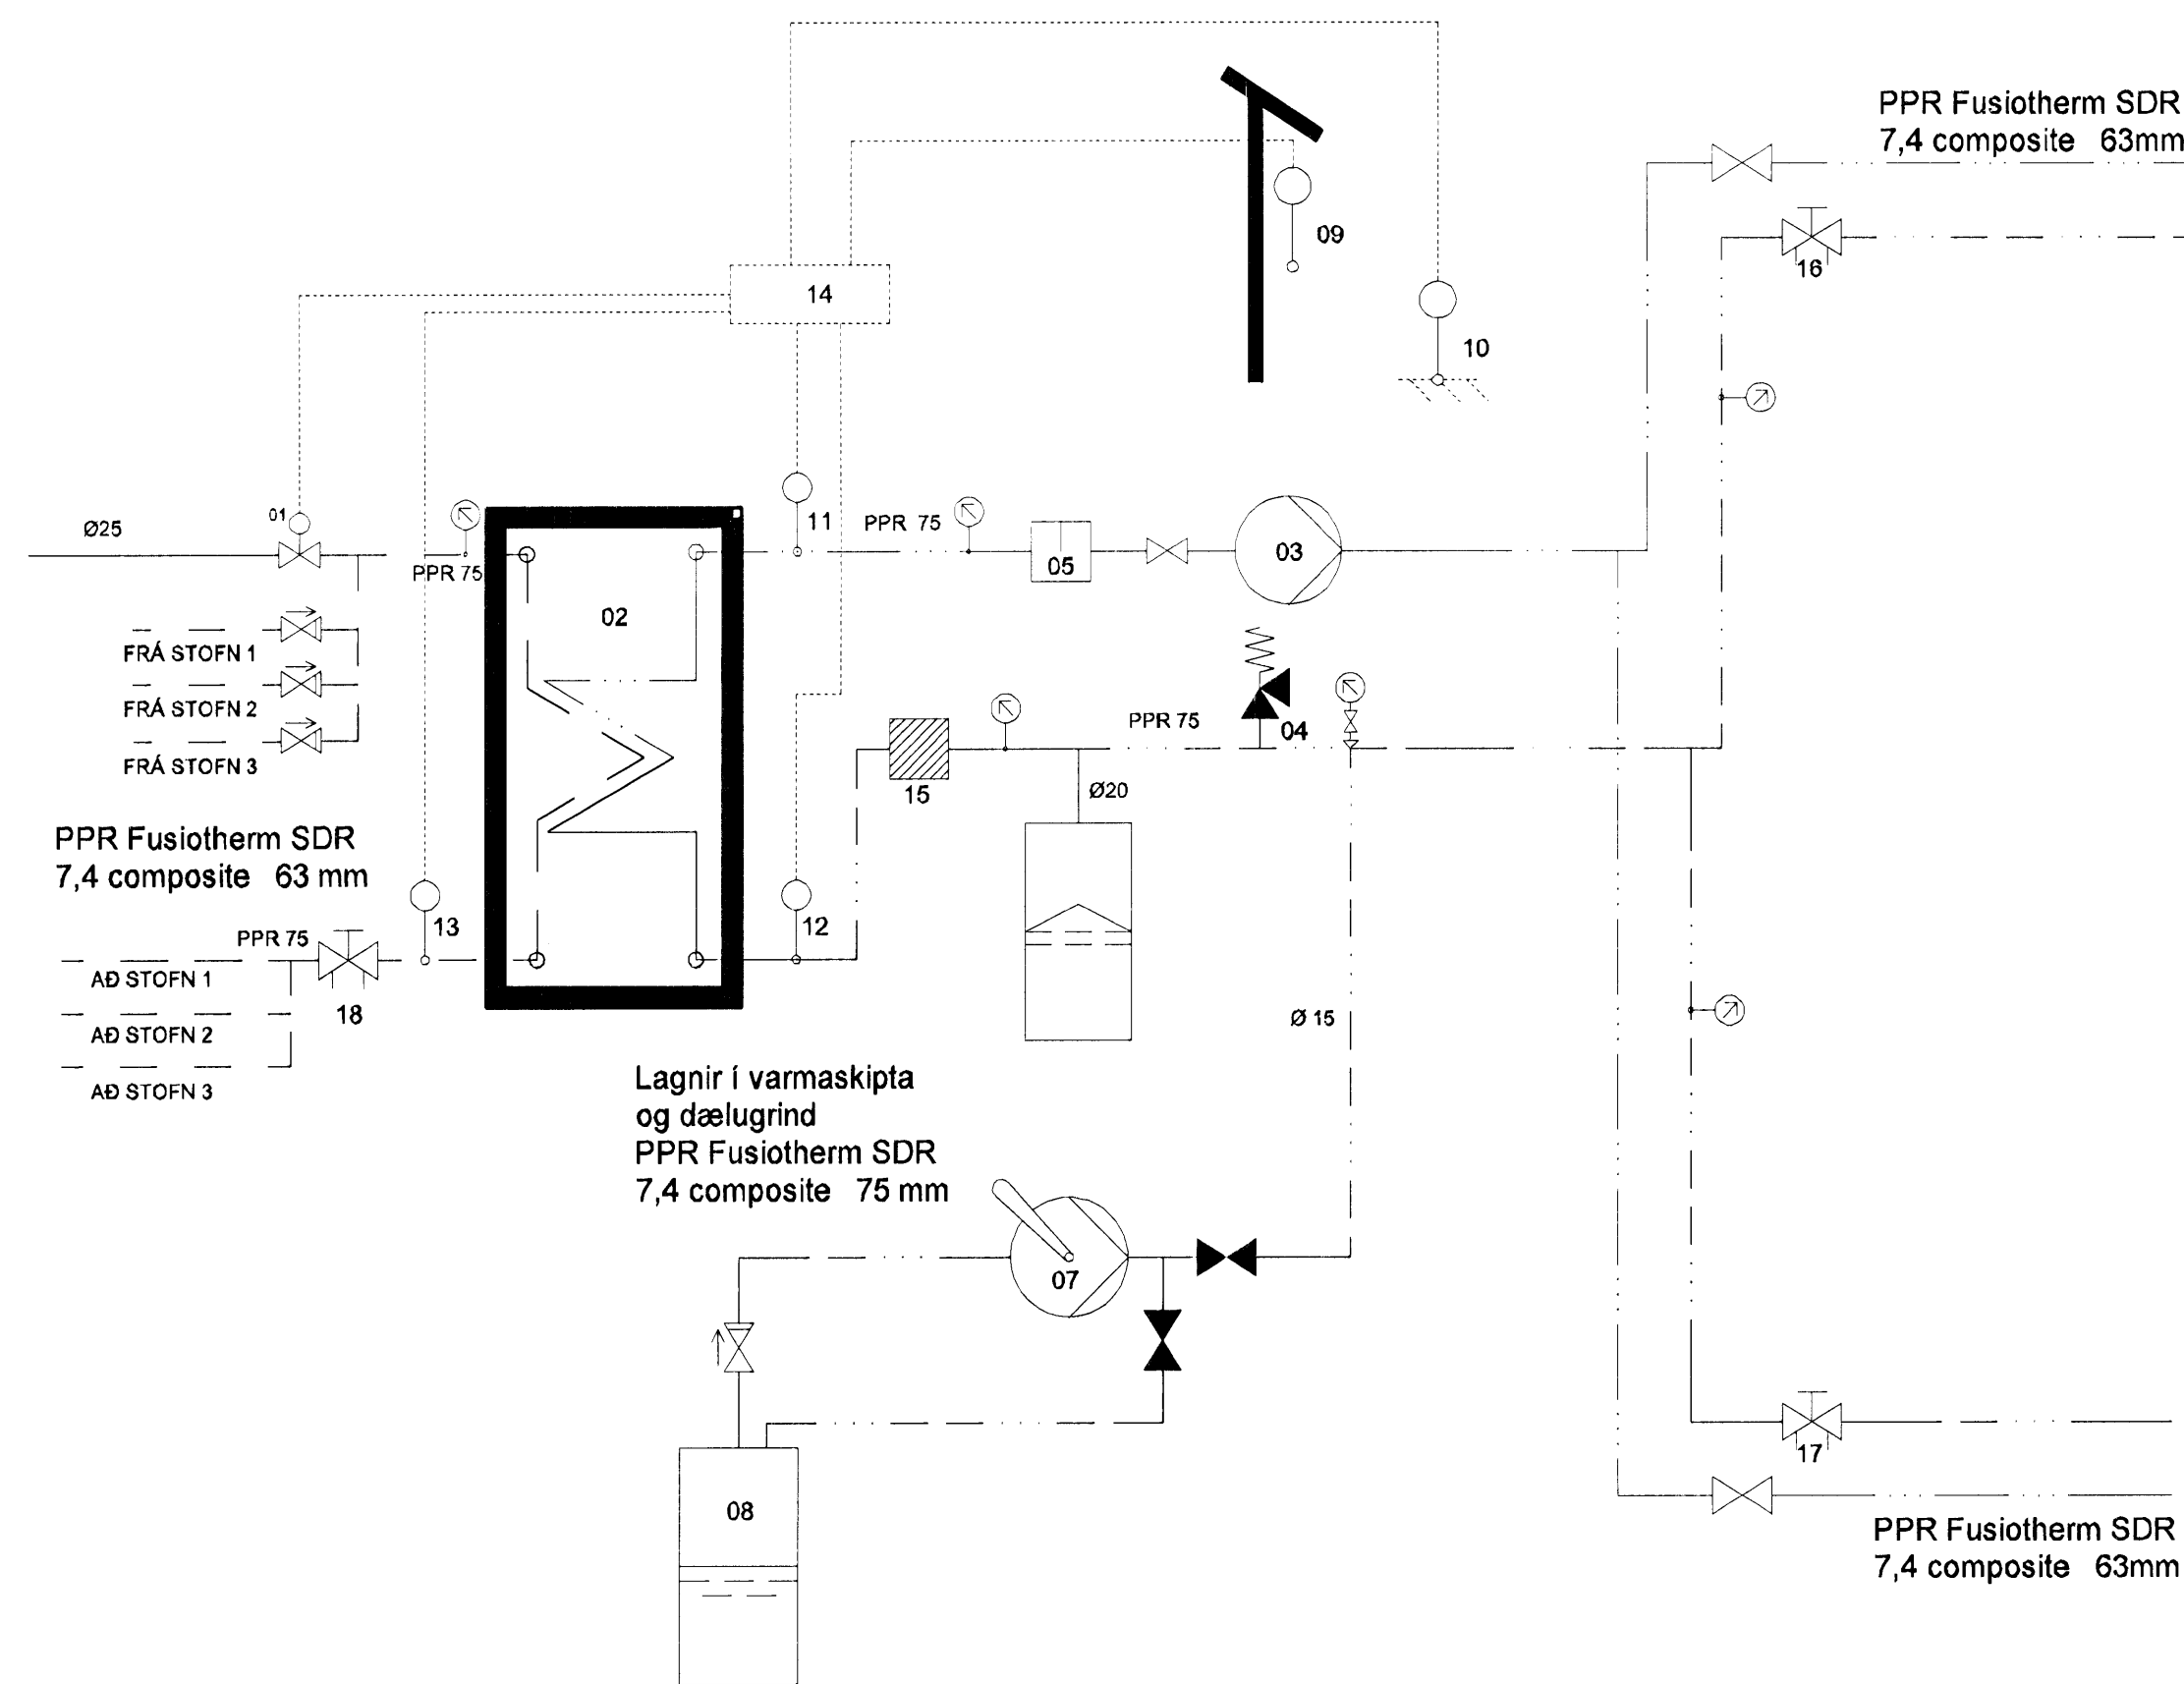 PPR Fusiotherm SDR
7,4 composite 63mm
09
16
14
10
01
Ø25
11
PPR 75
PPR 75
05
03
02
FRÁ STOFN 1
FRÁ STOFN 2
FRÁ STOFN 3
PPR 75
04
15
Ø20
PPR Fusiotherm SDR
7,4 composite 63 mm
13
12
PPR 75
AÐ STOFN 1
18
AÐ STOFN 2
AÐ STOFN 3
Ø 15
Lagnir í varmaskipta
og dælugrind
PPR Fusiotherm SDR
7,4 composite 75 mm
07
17
08
PPR Fusiotherm SDR
7,4 composite 63mm